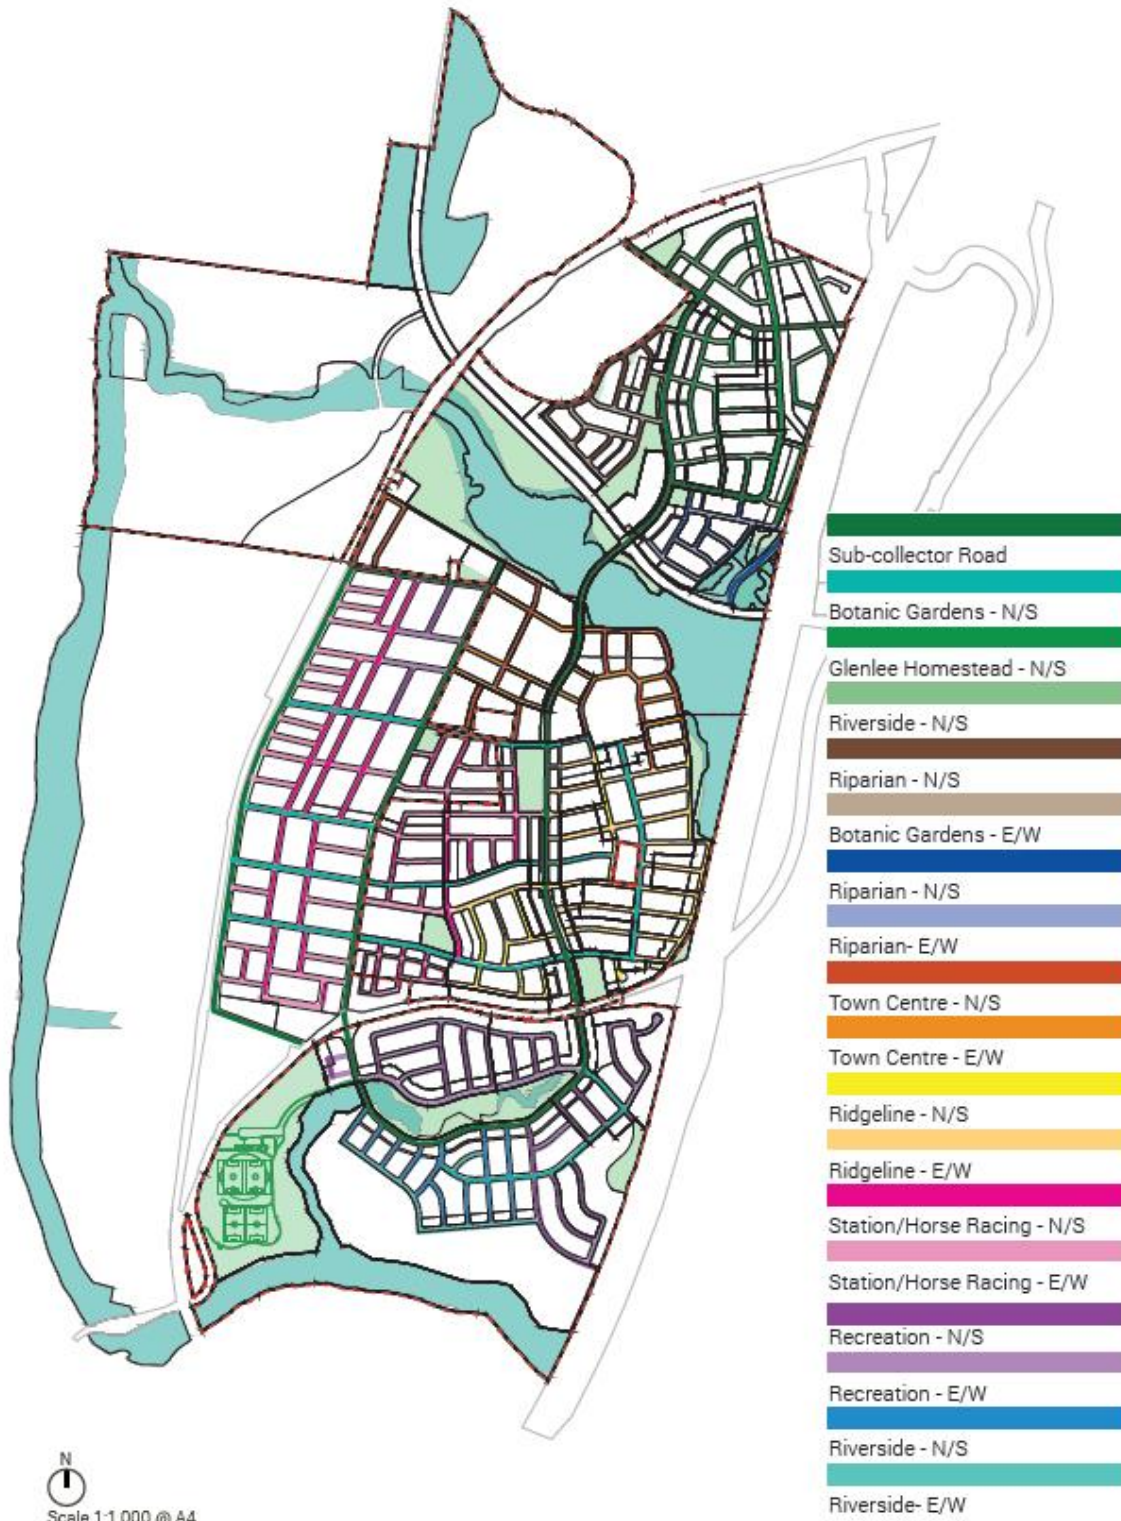 Sub-collector Road
Botanic Gardens - N/S
Glenlee Homestead - N/S
Riverside - N/S
Riparian - N/S
Botanic Gardens - E/W
Riparian - N/S
Riparian- E/W
Town Centre - N/S
Town Centre - E/W
Ridgeline - N/S
Ridgeline - E/W
Station/Horse Racing - N/S
Station/Horse Racing - E/W
Recreation - N/S
Recreation - E/W
Riverside - N/S
Riverside- E/W
N
Scale 1:1,000 @ A4